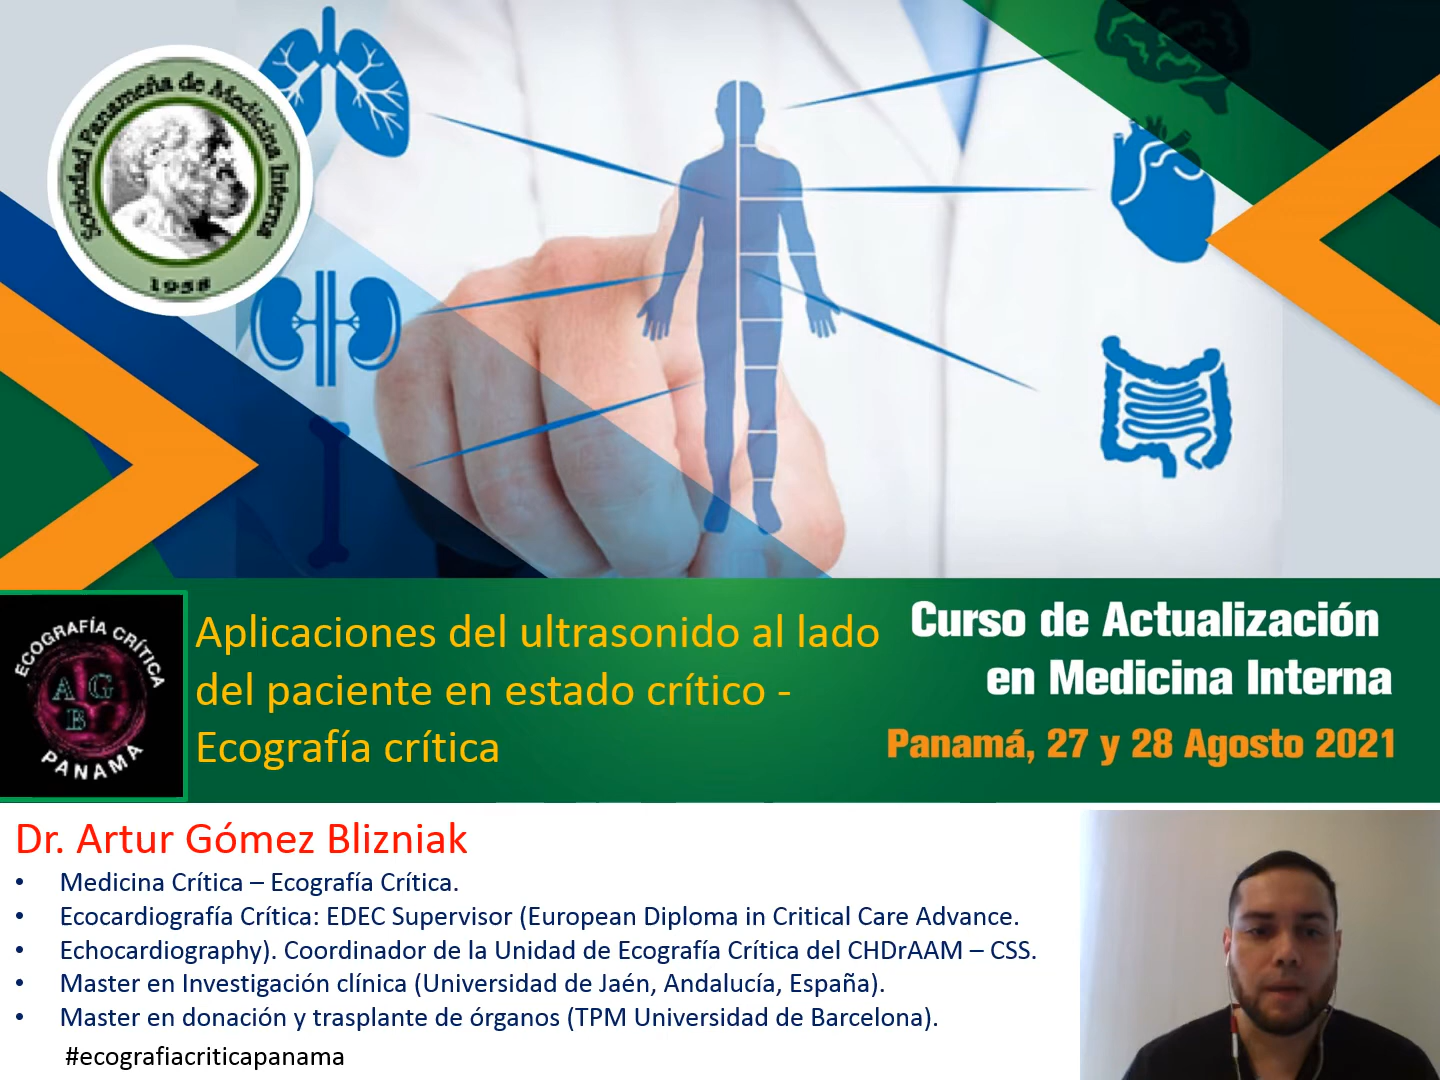 Sociedad Panameña de Medicina Interna
1958
ECOGRAFÍA CRÍTICA
A G
B
PANAMA
Aplicaciones del ultrasonido al lado
del paciente en estado crítico -
Ecografía crítica
Curso de Actualización
en Medicina Interna
Panamá, 27 y 28 Agosto 2021
Dr. Artur Gómez Blizniak
• Medicina Crítica – Ecografía Crítica.
• Ecocardiografía Crítica: EDEC Supervisor (European Diploma in Critical Care Advance.
• Echocardiography). Coordinador de la Unidad de Ecografía Crítica del CHDrAAM – CSS.
• Master en Investigación clínica (Universidad de Jaén, Andalucía, España).
• Master en donación y trasplante de órganos (TPM Universidad de Barcelona).
#ecografiacriticapanama